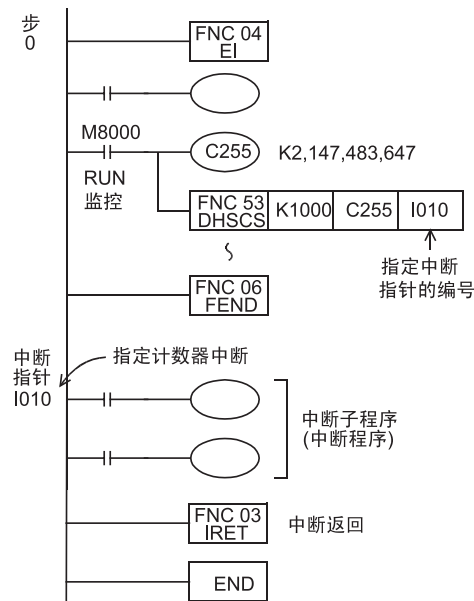 步
0
FNC 04
EI
M8000
RUN
监控
C255
K2,147,483,647
FNC 53
DHSCS
K1000
C255
I010
指定中断
指针的编号
FNC 06
FEND
中断
指针
I010
指定计数器中断
中断子程序
(中断程序)
FNC 03
IRET
中断返回
END